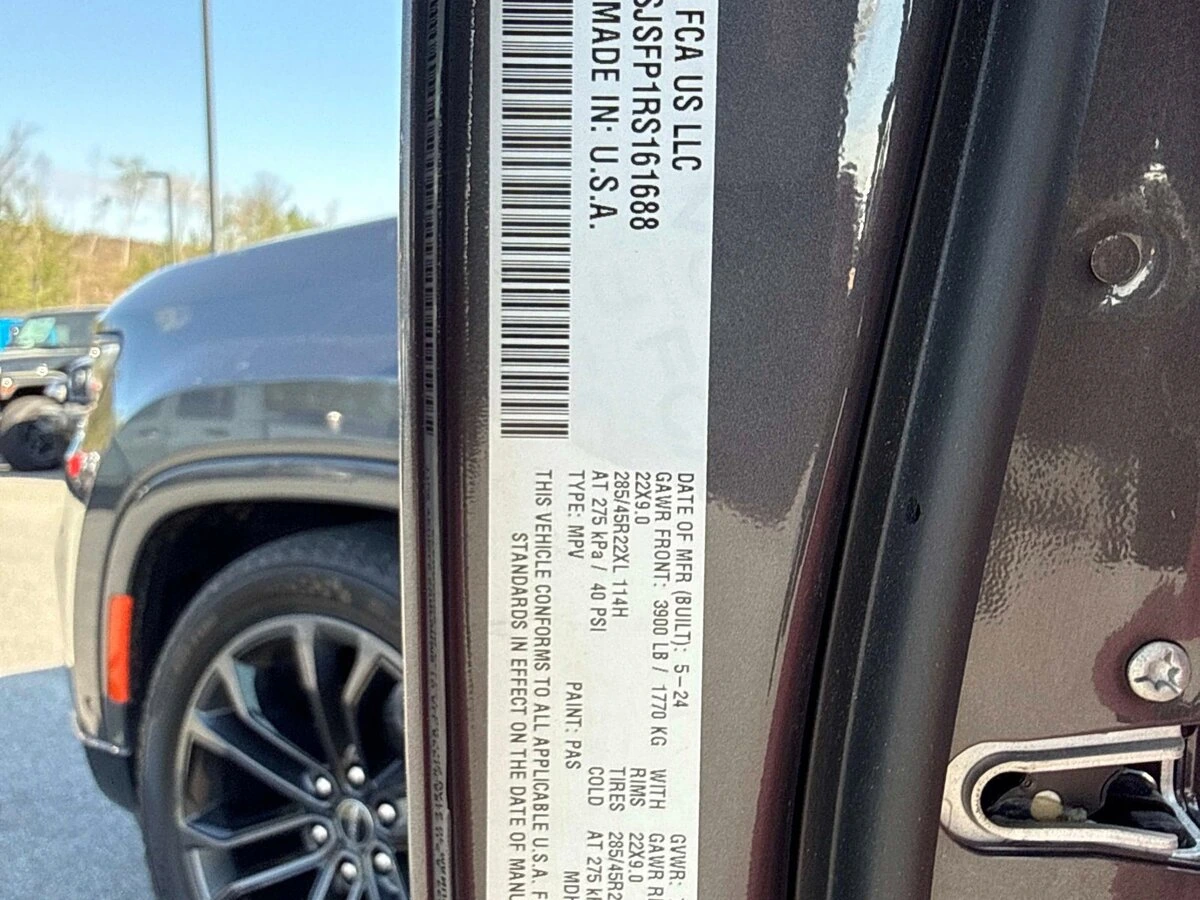 FCA US LLC
SJSFP1RS161688
MADE IN: U.S.A.
DATE OF MFR (BUILT): 5-24 GVWR:
GAWR FRONT: 3900 LB / 1770 KG WITH GAWR
22X9.0 RIMS 22X9.0
285/45R22XL 114H TIRES 285/45R2
AT 275 kPa / 40 PSI COLD AT 275
TYPE: MPV PAINT: PAS MDH
THIS VEHICLE CONFORMS TO ALL APPLICABLE U.S.A. F
STANDARDS IN EFFECT ON THE DATE OF MANU